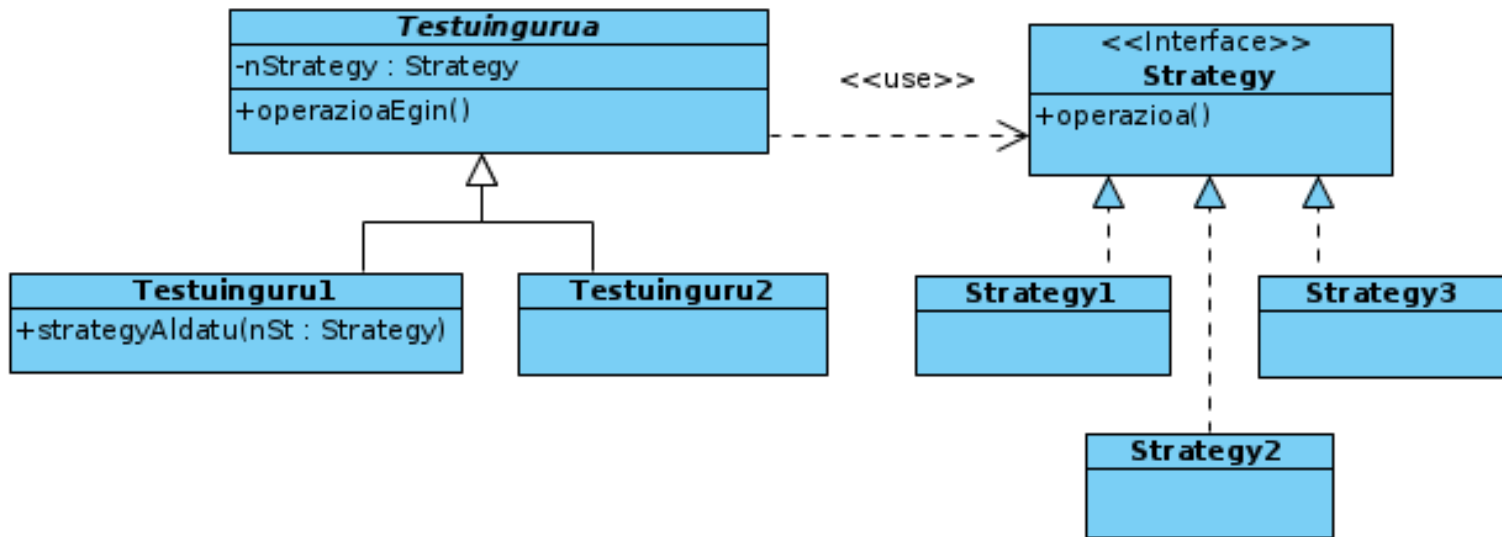 Testuingurua
-nStrategy : Strategy
+operazioaEgin()
<<use>>
<<Interface>>
Strategy
+operazioa()
Testuinguru1
+strategyAldatu(nSt : Strategy)
Testuinguru2
Strategy1
Strategy3
Strategy2